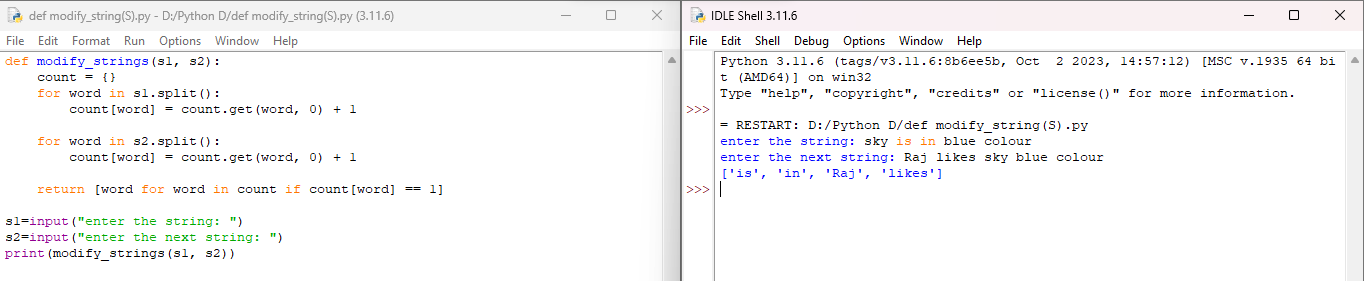 def modify_string(S).py - D:/Python D/def modify_string(S).py (3.11.6)
File Edit Format Run Options Window Help
def modify_strings(s1, s2):
    count = {}
    for word in s1.split():
        count[word] = count.get(word, 0) + 1

    for word in s2.split():
        count[word] = count.get(word, 0) + 1

    return [word for word in count if count[word] == 1]

s1=input("enter the string: ")
s2=input("enter the next string: ")
print(modify_strings(s1, s2))
IDLE Shell 3.11.6
File Edit Shell Debug Options Window Help
Python 3.11.6 (tags/v3.11.6:8b6ee5b, Oct  2 2023, 14:57:12) [MSC v.1935 64 bi
t (AMD64)] on win32
Type "help", "copyright", "credits" or "license()" for more information.
>>>
= RESTART: D:/Python D/def modify_string(S).py
enter the string: sky is in blue colour
enter the next string: Raj likes sky blue colour
['is', 'in', 'Raj', 'likes']
>>>